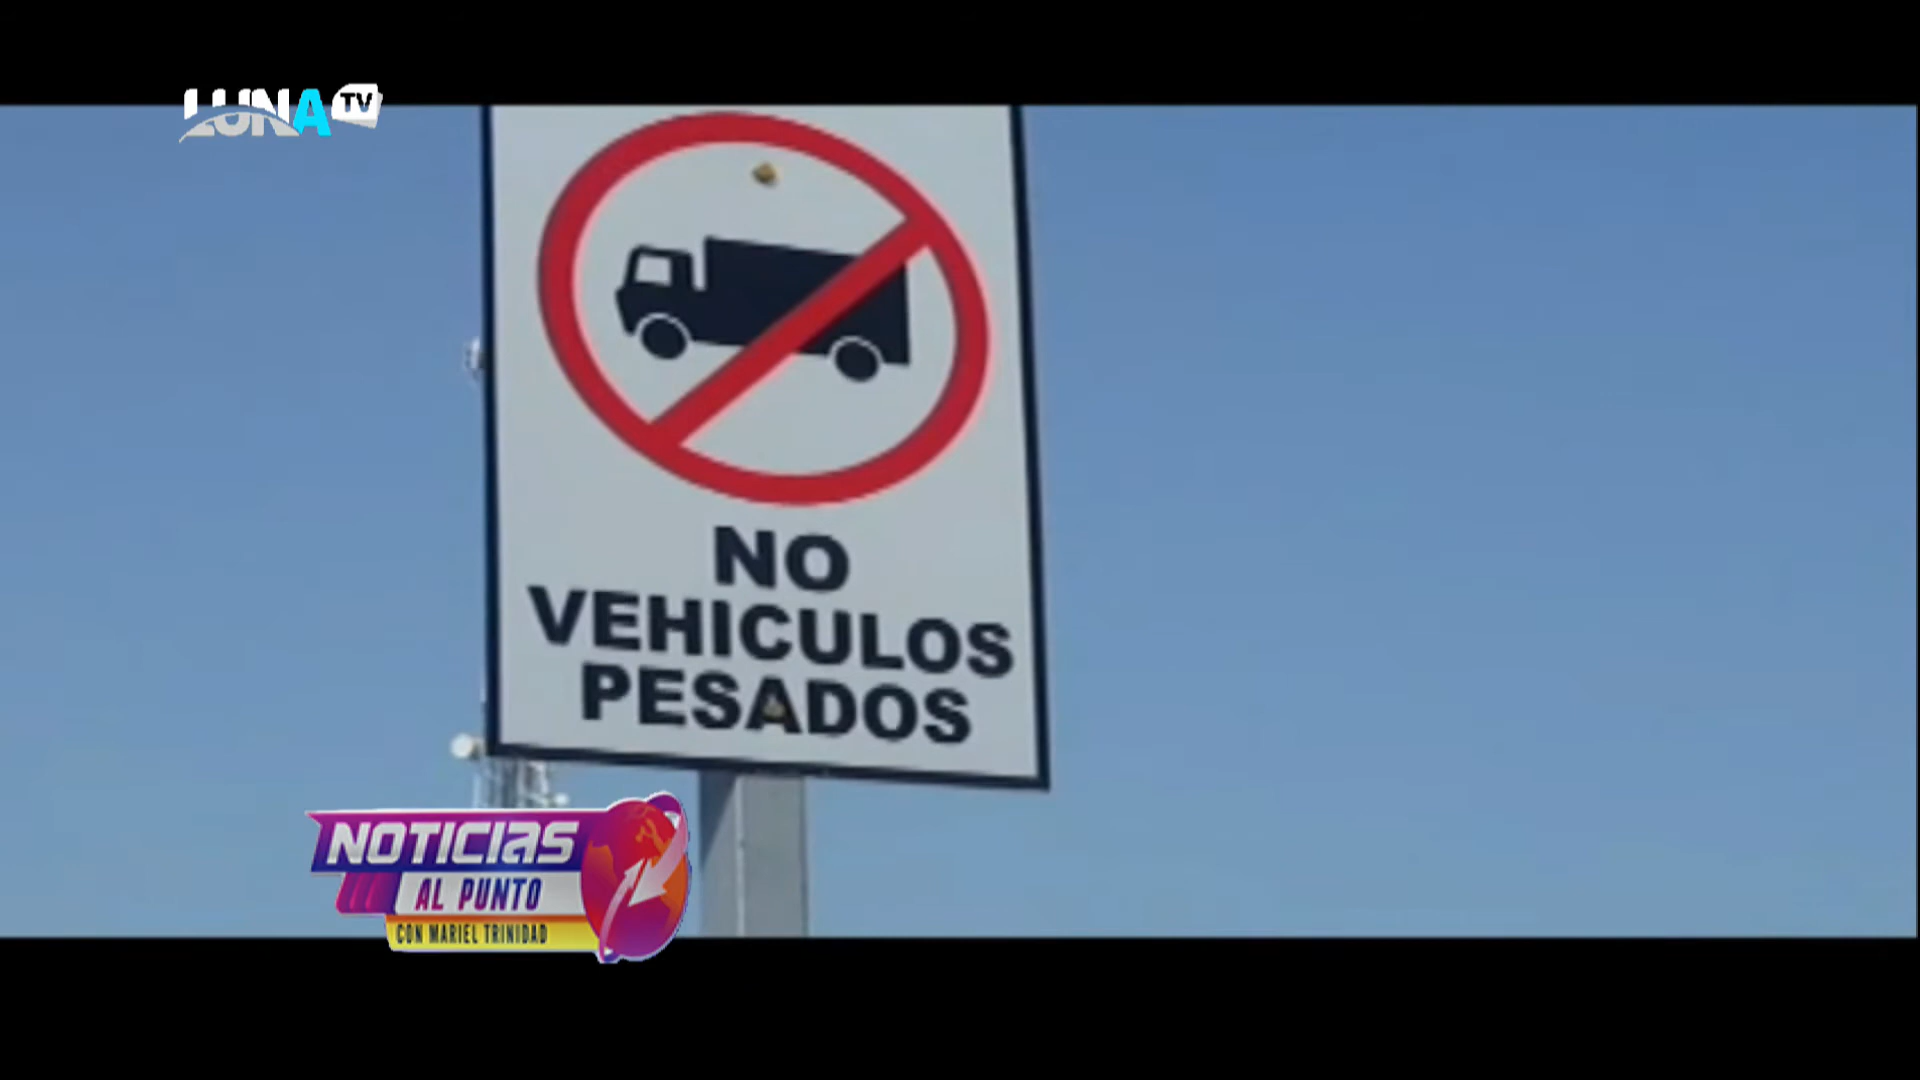 LUNA TV
NO
VEHICULOS
PESADOS
NOTICIAS
AL PUNTO
CON MARIEL TRINIDAD